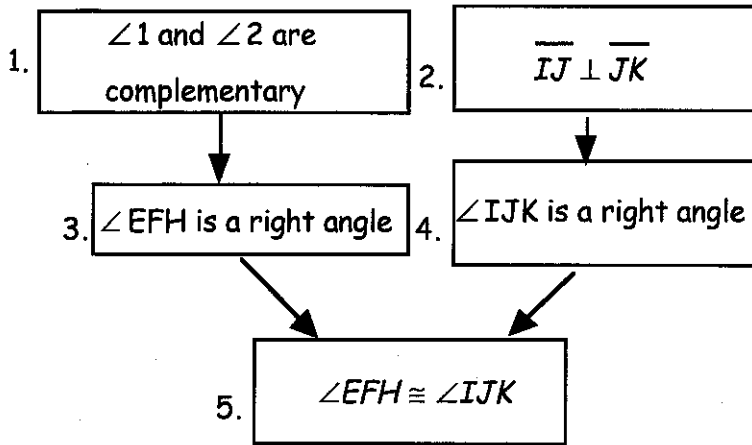 1.
∠1 and ∠2 are
complementary
2.
IJ ⊥ JK
3.
∠EFH is a right angle
4.
∠IJK is a right angle
5.
∠EFH ≅ ∠IJK